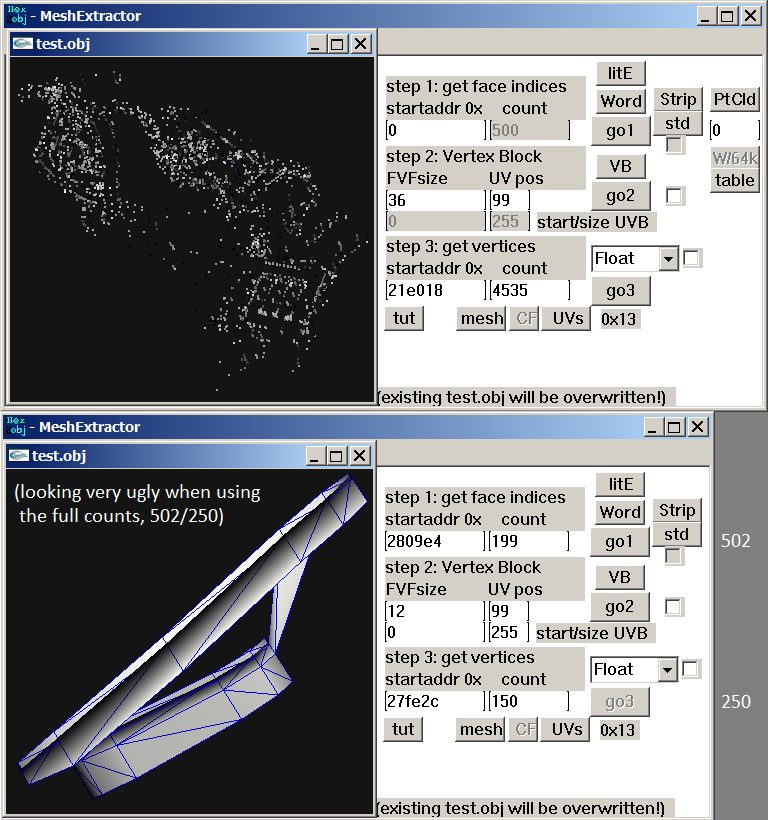 Hex obj - MeshExtractor
test.obj
litE
step 1: get face indices
startaddr 0x count
Word
Strip
PtCld
0
500
go1
std
0
step 2: Vertex Block
FVFsize UV pos
VB
W/64k
table
36
99
go2
0
255
start/size UVB
step 3: get vertices
startaddr 0x count
Float
21e018
4535
go3
tut
mesh
CF
UVs
0x13
(existing test.obj will be overwritten!)
Hex obj - MeshExtractor
test.obj
(looking very ugly when using
the full counts, 502/250)
litE
step 1: get face indices
startaddr 0x count
Word
Strip
2809e4
199
go1
std
502
step 2: Vertex Block
FVFsize UV pos
VB
12
99
go2
0
255
start/size UVB
step 3: get vertices
startaddr 0x count
Float
27fe2c
150
go3
250
tut
mesh
CF
UVs
0x13
(existing test.obj will be overwritten!)